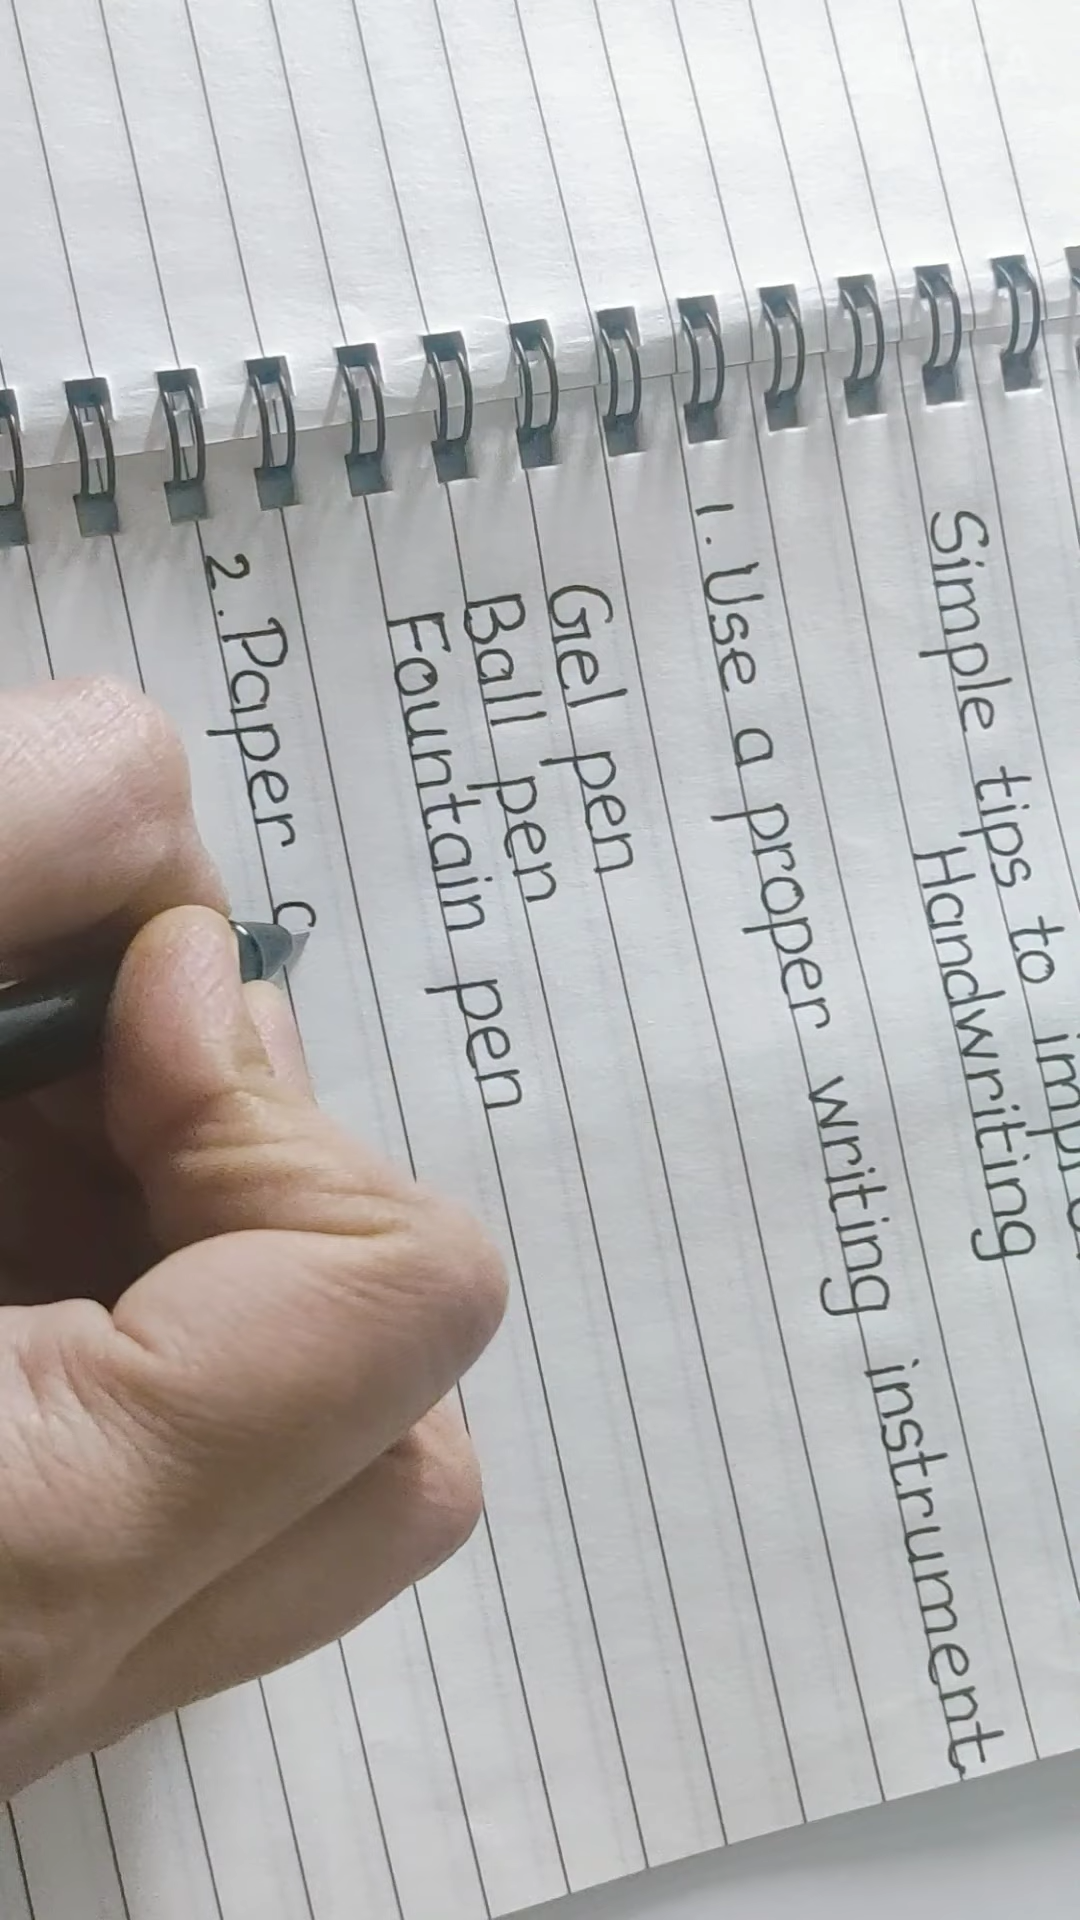 Simple tips to
Handwriting
1. Use a proper writing instrument
Gel pen
Ball pen
Fountain pen
2. Paper